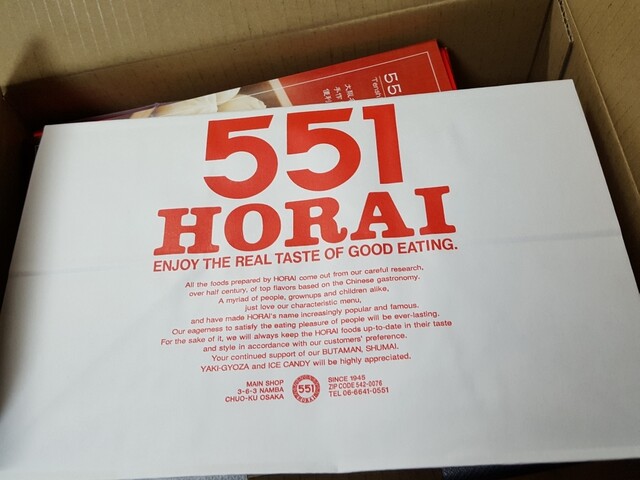 55
551
HORAI
ENJOY THE REAL TASTE OF GOOD EATING.
All the foods prepared by HORAI come out from our careful research,
over half century, of top flavors based on the Chinese gastronomy.
A myriad of people, grownups and children alike,
just love our characteristic menu,
and have made HORAI's name increasingly popular and famous.
Our eagerness to satisfy the eating pleasure of people will be ever-lasting.
For the sake of it, we will always keep the HORAI foods up-to-date in their taste
and style in accordance with our customers' preference.
Your continued support of our BUTAMAN, SHUMAI,
YAKI-GYOZA and ICE CANDY will be highly appreciated.
MAIN SHOP
3-6-3 NAMBA
CHUO-KU OSAKA
551
SINCE 1945
ZIP CODE 542-0076
TEL 06-6641-0551